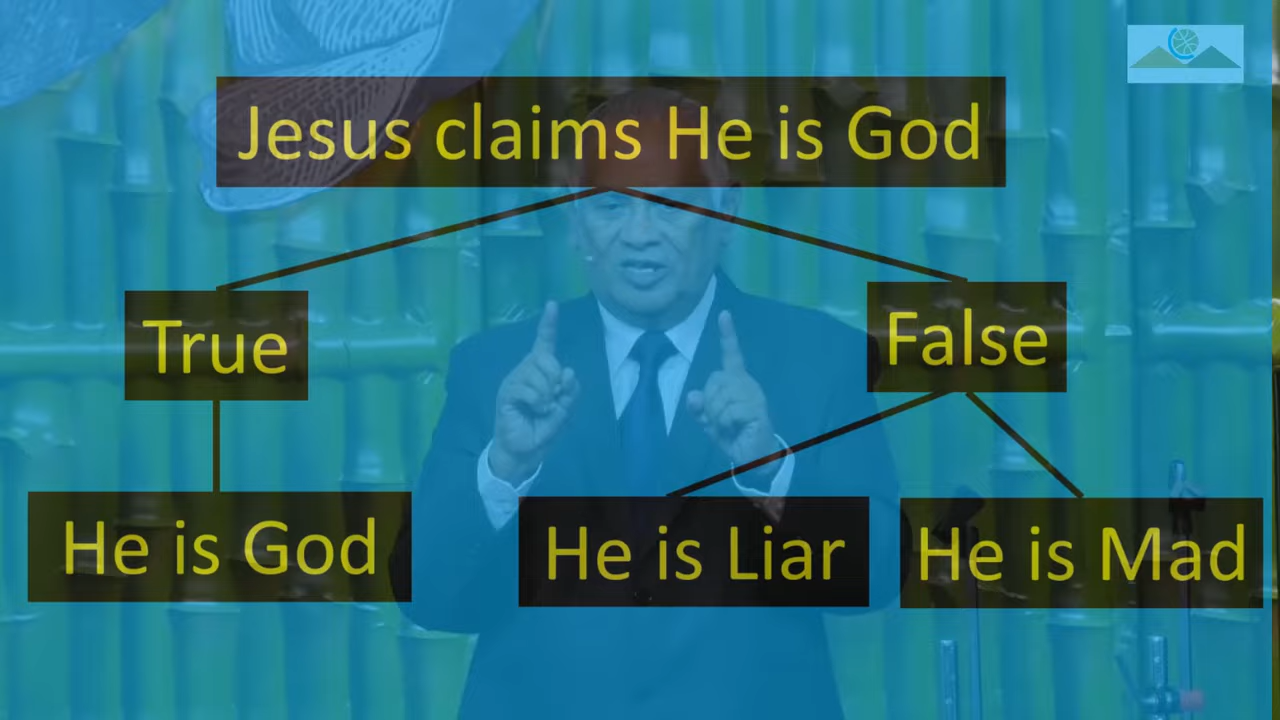 Jesus claims He is God
True
False
He is God
He is Liar
He is Mad